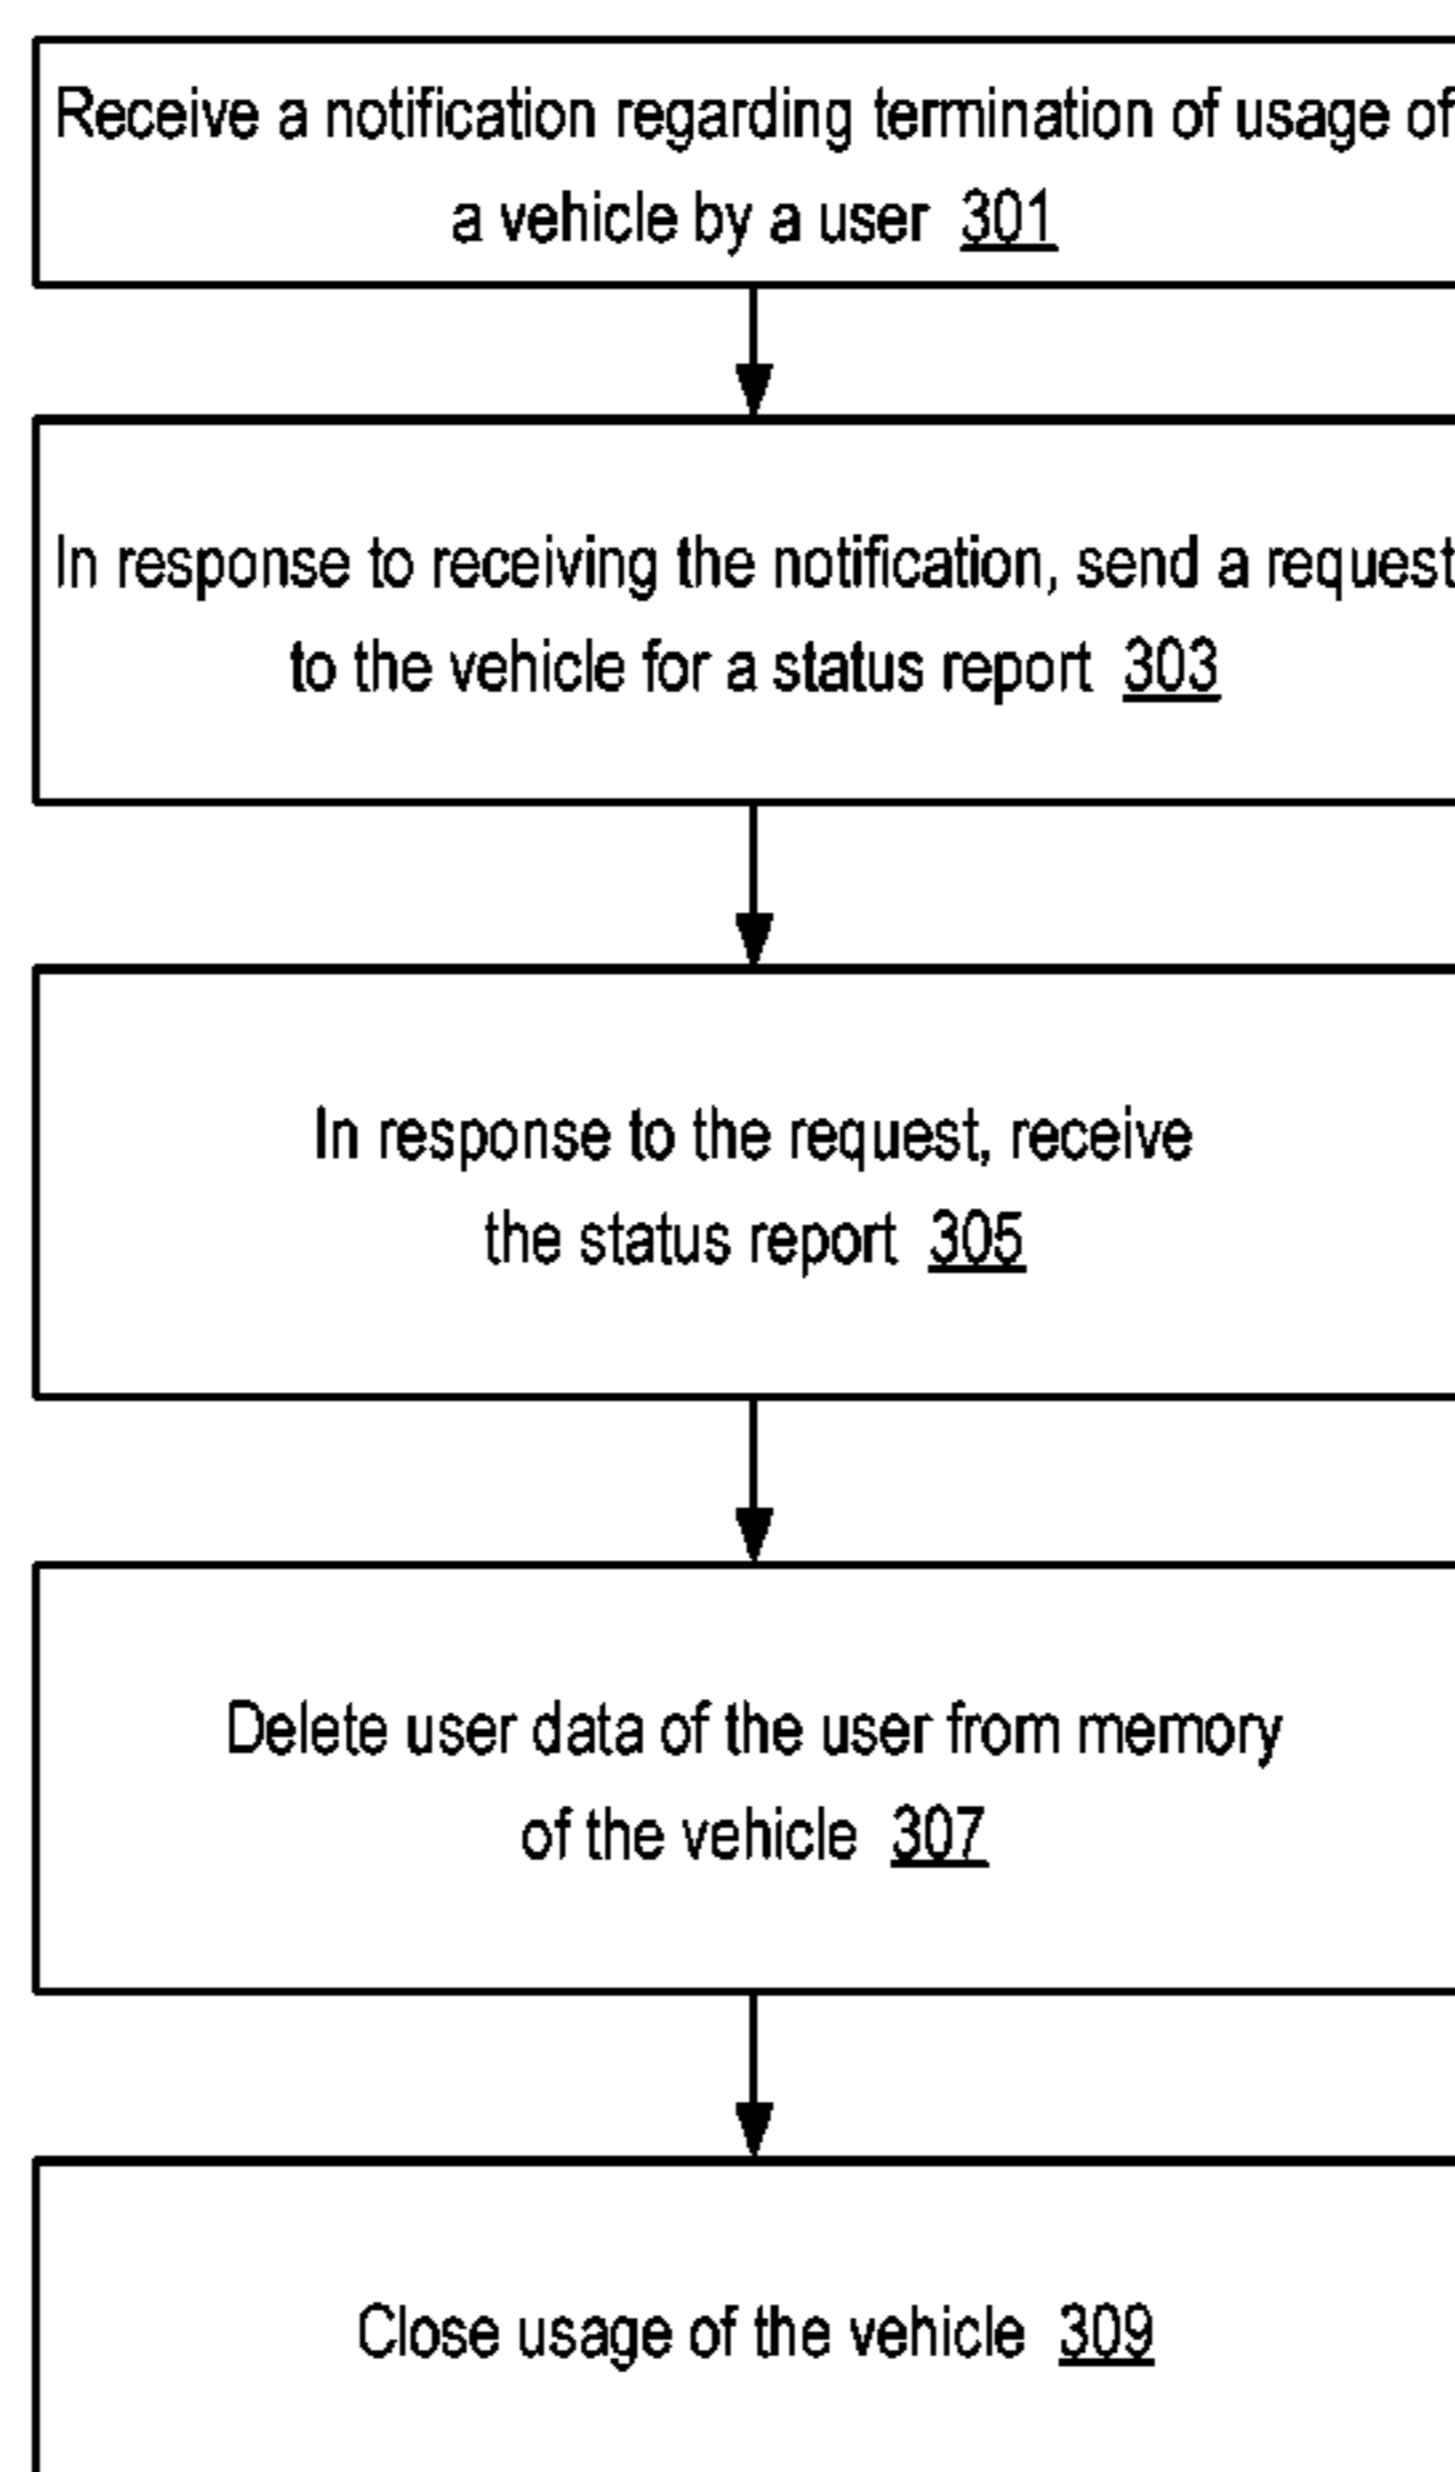 Receive a notification regarding termination of usage of
a vehicle by a user 301
In response to receiving the notification, send a request
to the vehicle for a status report 303
In response to the request, receive
the status report 305
Delete user data of the user from memory
of the vehicle 307
Close usage of the vehicle 309